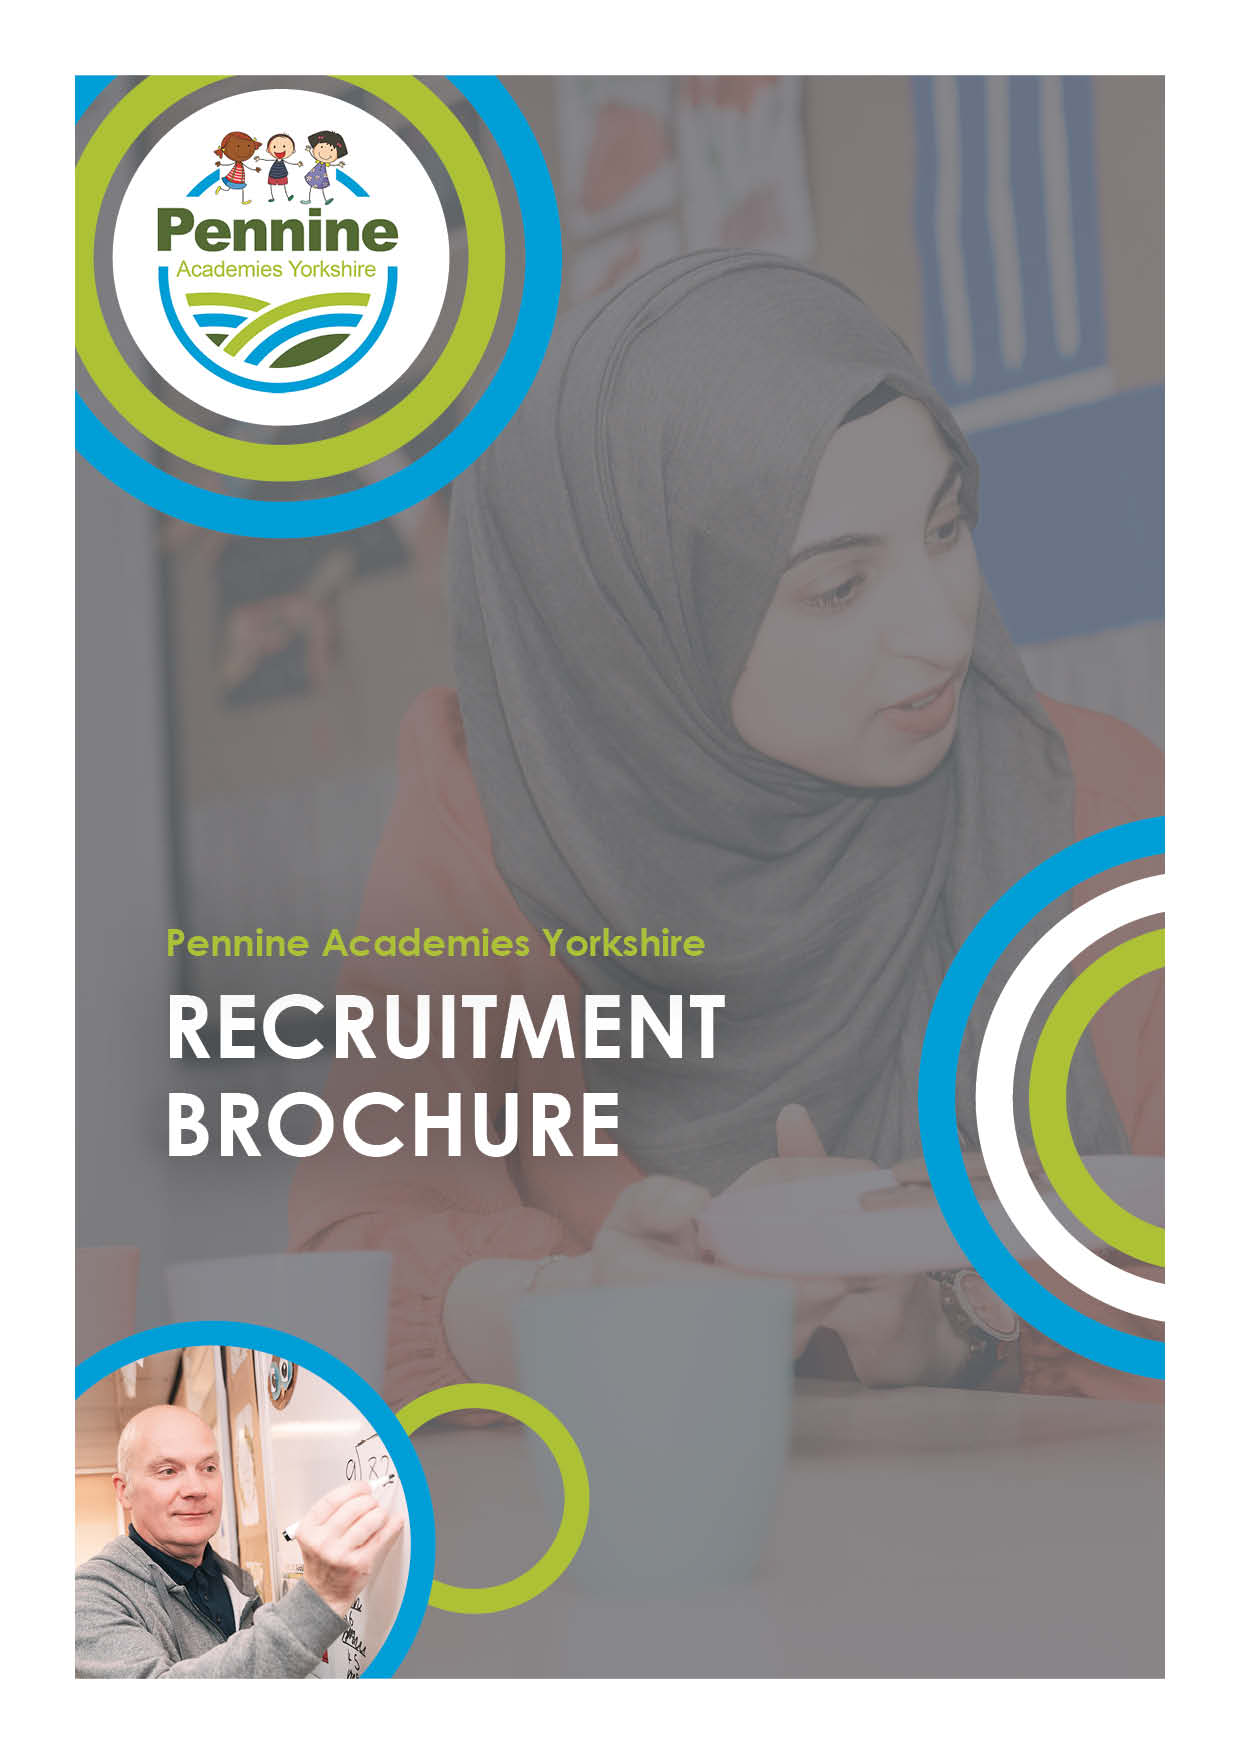 Pennine
Academies Yorkshire
Pennine Academies Yorkshire
RECRUITMENT
BROCHURE